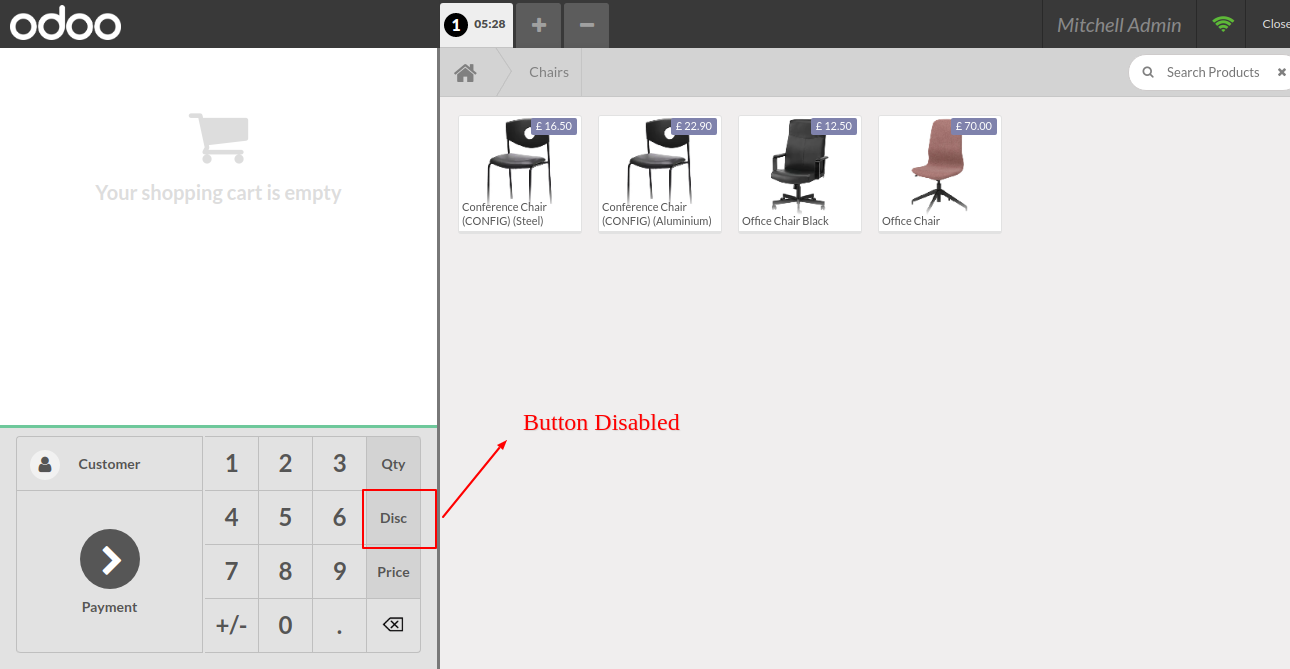 odoo
1 05:28 + −
Mitchell Admin
Close
Chairs
Search Products ×
Your shopping cart is empty
£ 16.50
Conference Chair
(CONFIG) (Steel)
£ 22.90
Conference Chair
(CONFIG) (Aluminium)
£ 12.50
Office Chair Black
£ 70.00
Office Chair
Button Disabled
Customer
Payment
1 2 3 Qty
4 5 6 Disc
7 8 9 Price
+/- 0 .